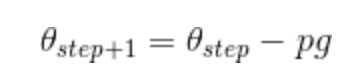 θ_{step+1} = θ_{step} − pg